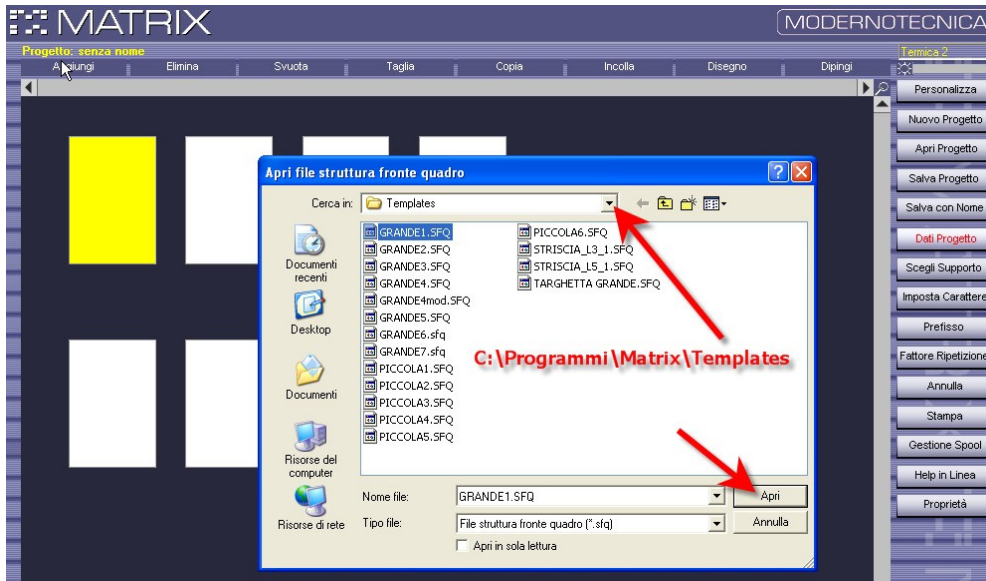 MATRIX
MODERNOTECNICA
Progetto: senza nome
Termica 2
Aggiungi Elimina Svuota Taglia Copia Incolla Disegno Dipingi
Personalizza
Nuovo Progetto
Apri Progetto
Salva Progetto
Salva con Nome
Dati Progetto
Scegli Supporto
Imposta Carattere
Prefisso
Fattore Ripetizione
Annulla
Stampa
Gestione Spool
Help in Linea
Proprietà
Apri file struttura fronte quadro
Cerca in: Templates
Documenti recenti
Desktop
Documenti
Risorse del computer
Risorse di rete
GRANDE1.SFQ
GRANDE2.SFQ
GRANDE3.SFQ
GRANDE4.SFQ
GRANDE4mod.SFQ
GRANDE5.SFQ
GRANDE6.sfq
GRANDE7.sfq
PICCOLA1.SFQ
PICCOLA2.SFQ
PICCOLA3.SFQ
PICCOLA4.SFQ
PICCOLA5.SFQ
PICCOLA6.SFQ
STRISCIA_L3_1.SFQ
STRISCIA_L5_1.SFQ
TARGHETTA GRANDE.SFQ
C:\Programmi\Matrix\Templates
Nome file: GRANDE1.SFQ Apri
Tipo file: File struttura fronte quadro (*.sfq) Annulla
Apri in sola lettura